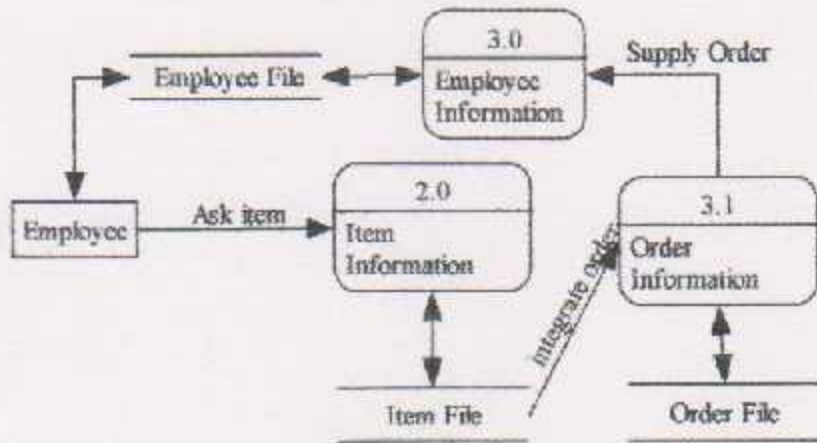 3.0
Employee File
Employee
Information
Supply Order
2.0
Employee
Ask item
Item
Information
3.1
Order
Information
integrate order
Item File
Order File